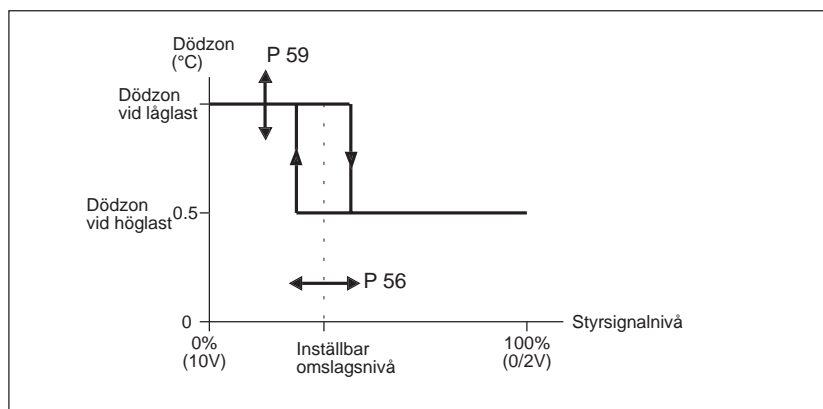 Dödzon
(°C)
P 59
Dödzon
vid låglast
Dödzon
vid höglast
0.5
P 56
0
Styrsignalnivå
0%
(10V)
Inställbar
omslagsnivå
100%
(0/2V)